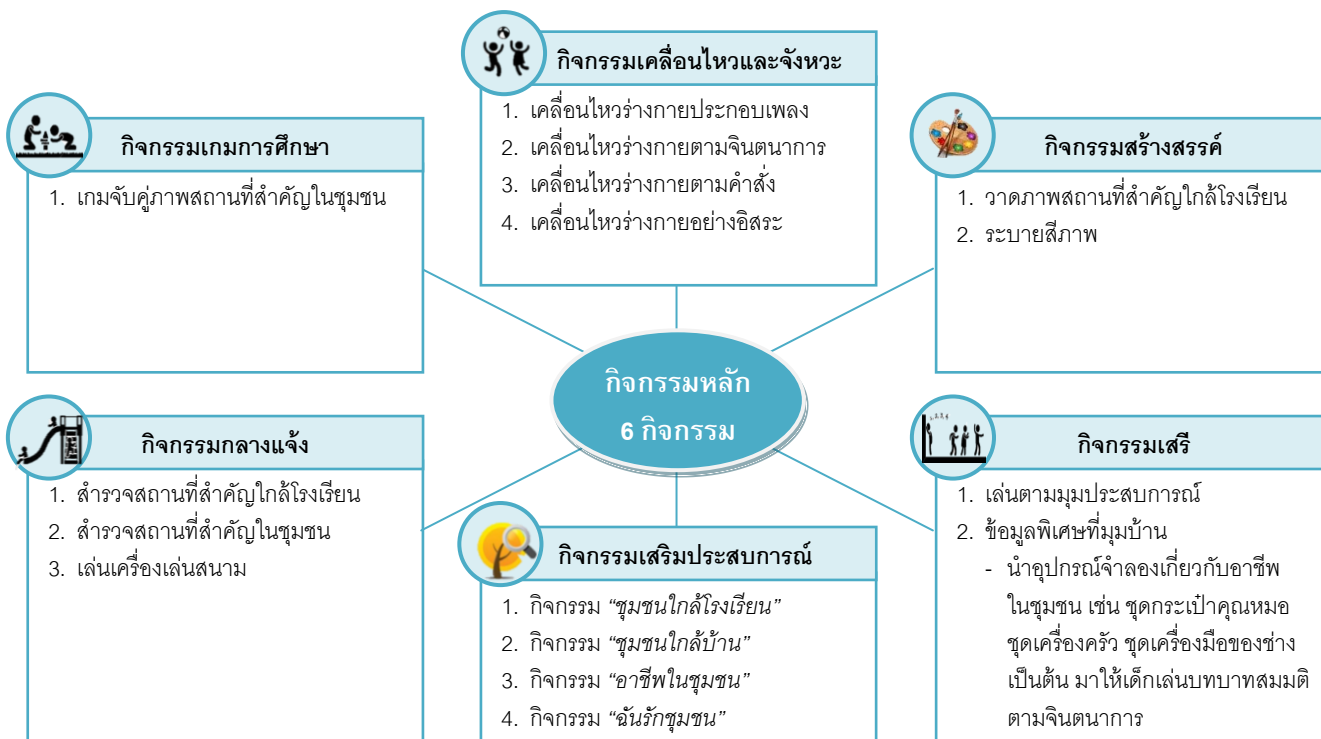 กิจกรรมเคลื่อนไหวและจังหวะ
1. เคลื่อนไหวร่างกายประกอบเพลง
2. เคลื่อนไหวร่างกายตามจินตนาการ
3. เคลื่อนไหวร่างกายตามคำสั่ง
4. เคลื่อนไหวร่างกายอย่างอิสระ
กิจกรรมเกมการศึกษา
1. เกมจับคู่ภาพสถานที่สำคัญในชุมชน
กิจกรรมสร้างสรรค์
1. วาดภาพสถานที่สำคัญใกล้โรงเรียน
2. ระบายสีภาพ
กิจกรรมหลัก
6 กิจกรรม
กิจกรรมกลางแจ้ง
1. สำรวจสถานที่สำคัญใกล้โรงเรียน
2. สำรวจสถานที่สำคัญในชุมชน
3. เล่นเครื่องเล่นสนาม
กิจกรรมเสริมประสบการณ์
1. กิจกรรม “ชุมชนใกล้โรงเรียน”
2. กิจกรรม “ชุมชนใกล้บ้าน”
3. กิจกรรม “อาชีพในชุมชน”
4. กิจกรรม “ฉันรักชุมชน”
กิจกรรมเสรี
1. เล่นตามมุมประสบการณ์
2. ข้อมูลพิเศษที่มุมบ้าน
- นำอุปกรณ์จำลองเกี่ยวกับอาชีพ
ในชุมชน เช่น ชุดกระเป๋าคุณหมอ
ชุดเครื่องครัว ชุดเครื่องมือของช่าง
เป็นต้น มาให้เด็กเล่นบทบาทสมมติ
ตามจินตนาการ